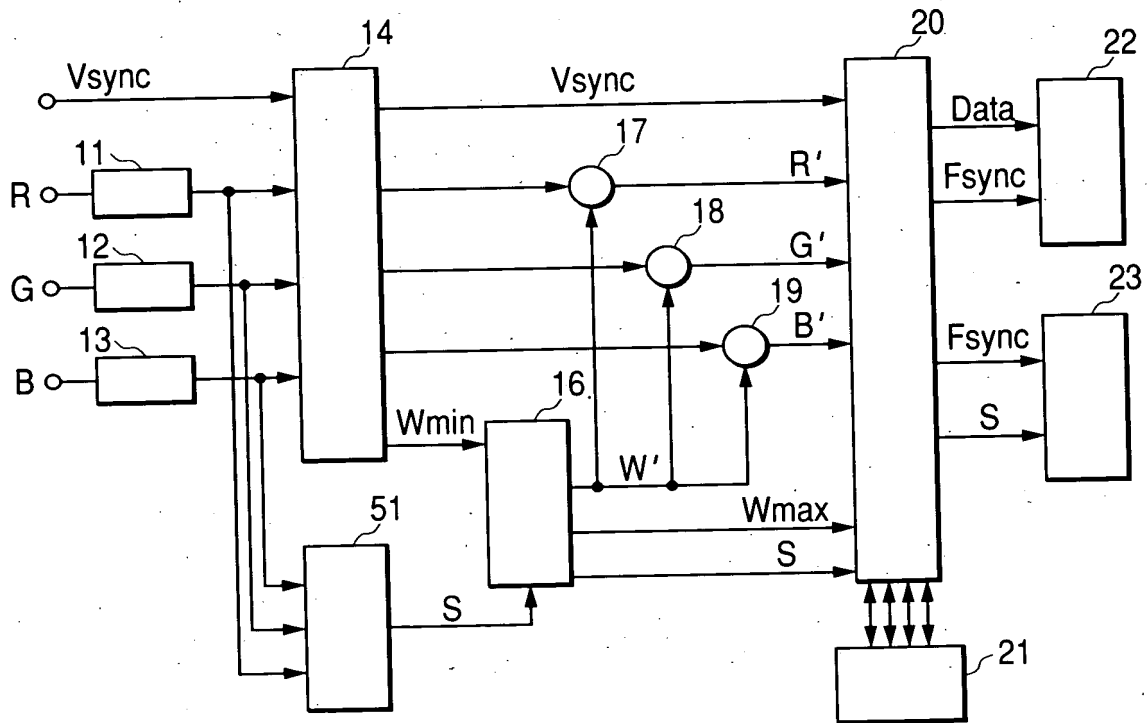 14
20
22
Vsync
Vsync
Data
17
11
R
R'
Fsync
18
12
G
G'
19
23
13
B
B'
Fsync
16
Wmin
S
W'
51
Wmax
S
S
21